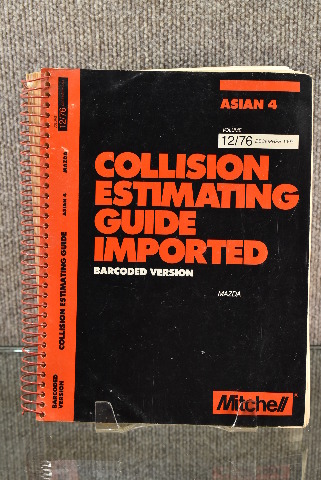 ASIAN 4
VOLUME
12/76
COLLISION
ESTIMATING
GUIDE
IMPORTED
BARCODED VERSION
MAZDA
Mitchell
12/76
MAZDA
ASIAN 4
COLLISION ESTIMATING GUIDE
BARCODED
VERSION